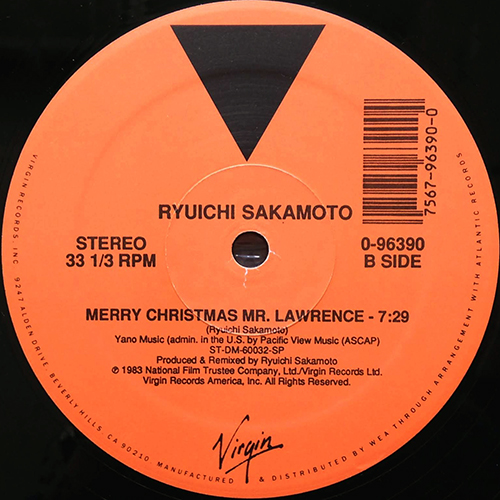 RYUICHI SAKAMOTO
7567-96390-0
STEREO
33 1/3 RPM
0-96390
B SIDE
MERRY CHRISTMAS MR. LAWRENCE - 7:29
(Ryuichi Sakamoto)
Yano Music (admin. in the U.S. by Pacific View Music (ASCAP)
ST-DM-60032-SP
Produced & Remixed by Ryuichi Sakamoto
℗ 1983 National Film Trustee Company, Ltd./Virgin Records Ltd.
Virgin Records America, Inc. All Rights Reserved.
Virgin
VIRGIN RECORDS, INC. 9247 ALDEN DRIVE, BEVERLY HILLS, CA 90210 MANUFACTURED & DISTRIBUTED BY WEA THROUGH ARRANGEMENT WITH ATLANTIC RECORDS